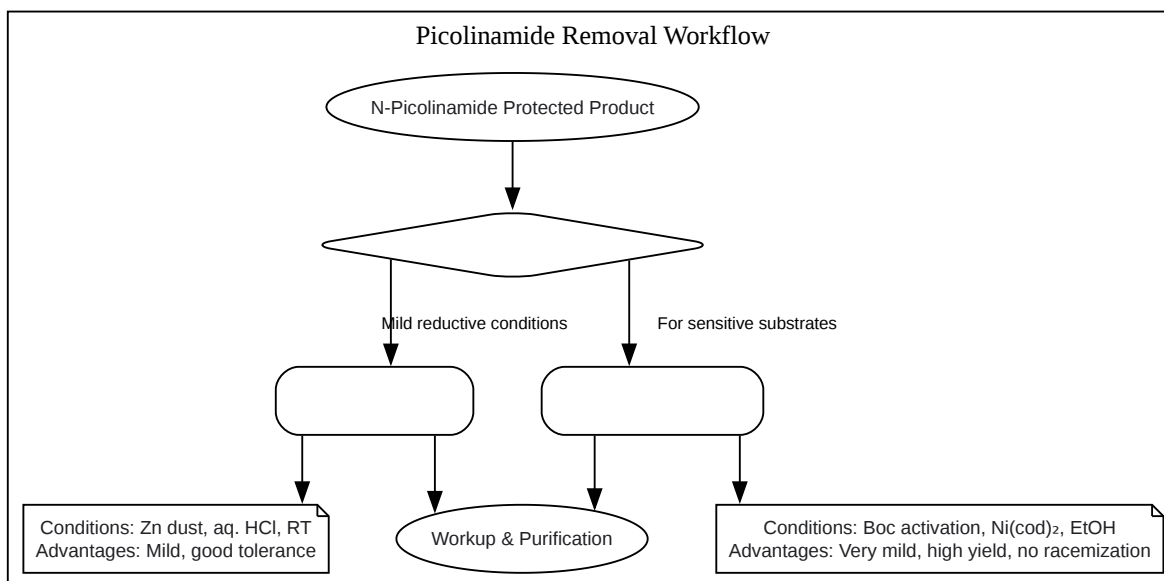 Picolinamide Removal Workflow
N-Picolinamide Protected Product
Mild reductive conditions
For sensitive substrates
Conditions: Zn dust, aq. HCl, RT
Advantages: Mild, good tolerance
Workup & Purification
Conditions: Boc activation, Ni(cod)₂, EtOH
Advantages: Very mild, high yield, no racemization